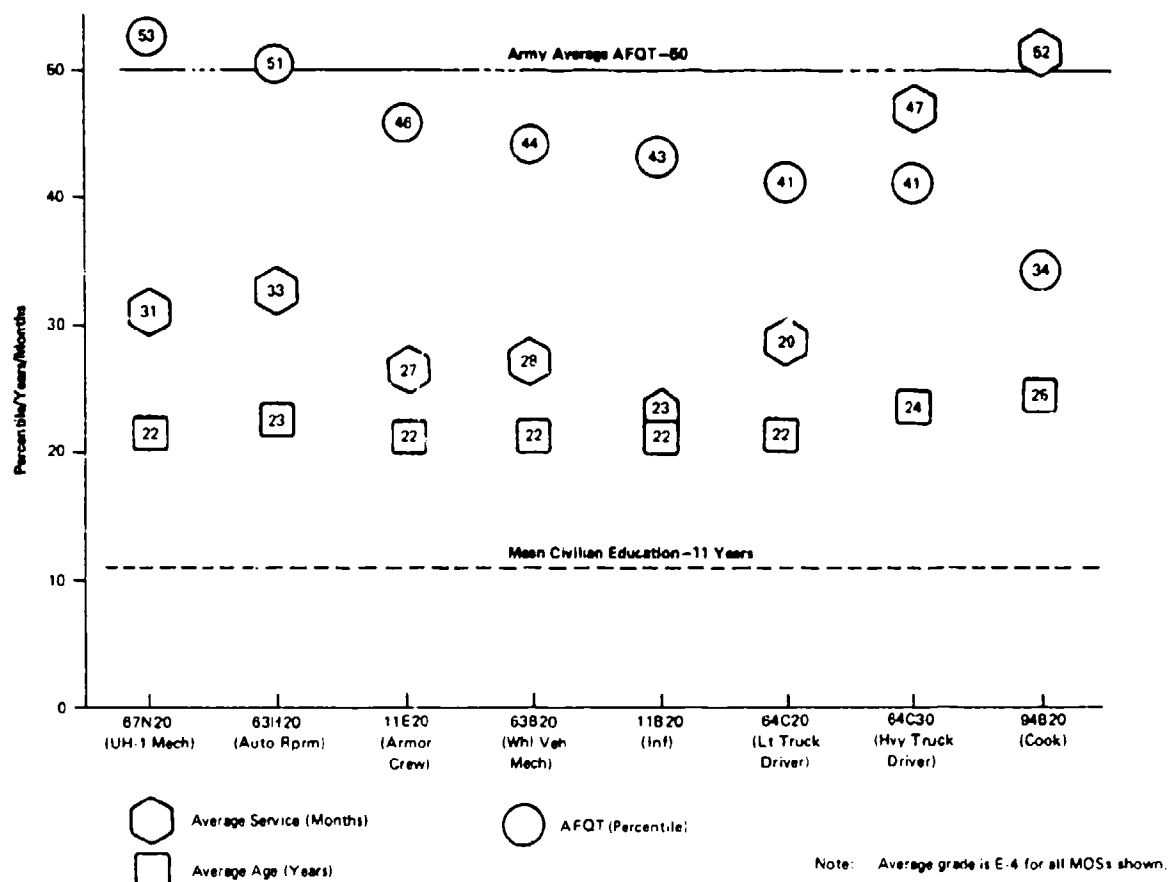 53
Army Average AFQT–50
52
50
51
47
46
44
43
41
41
40
34
33
31
30
29
28
27
23
25
24
23
22
22
22
22
22
20
Mean Civilian Education–11 Years
10
0
Percentile/Years/Months
67N20
(UH-1 Mech)
63H20
(Auto Rprm)
11E20
(Armor
Crew)
63B20
(Whl Veh
Mech)
11B20
(Inf)
64C20
(Lt Truck
Driver)
64C30
(Hvy Truck
Driver)
94B20
(Cook)
Average Service (Months)
AFQT (Percentile)
Average Age (Years)
Note: Average grade is E-4 for all MOSs shown.